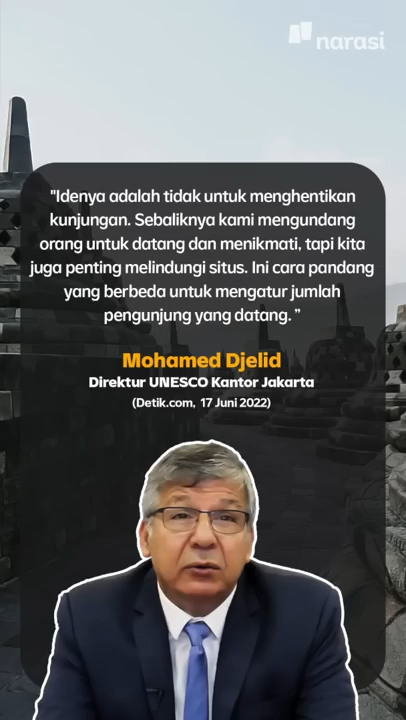 narasi
"Idenya adalah tidak untuk menghentikan
kunjungan. Sebaliknya kami mengundang
orang untuk datang dan menikmati, tapi kita
juga penting melindungi situs. Ini cara pandang
yang berbeda untuk mengatur jumlah
pengunjung yang datang. ”
Mohamed Djelid
Direktur UNESCO Kantor Jakarta
(Detik.com, 17 Juni 2022)